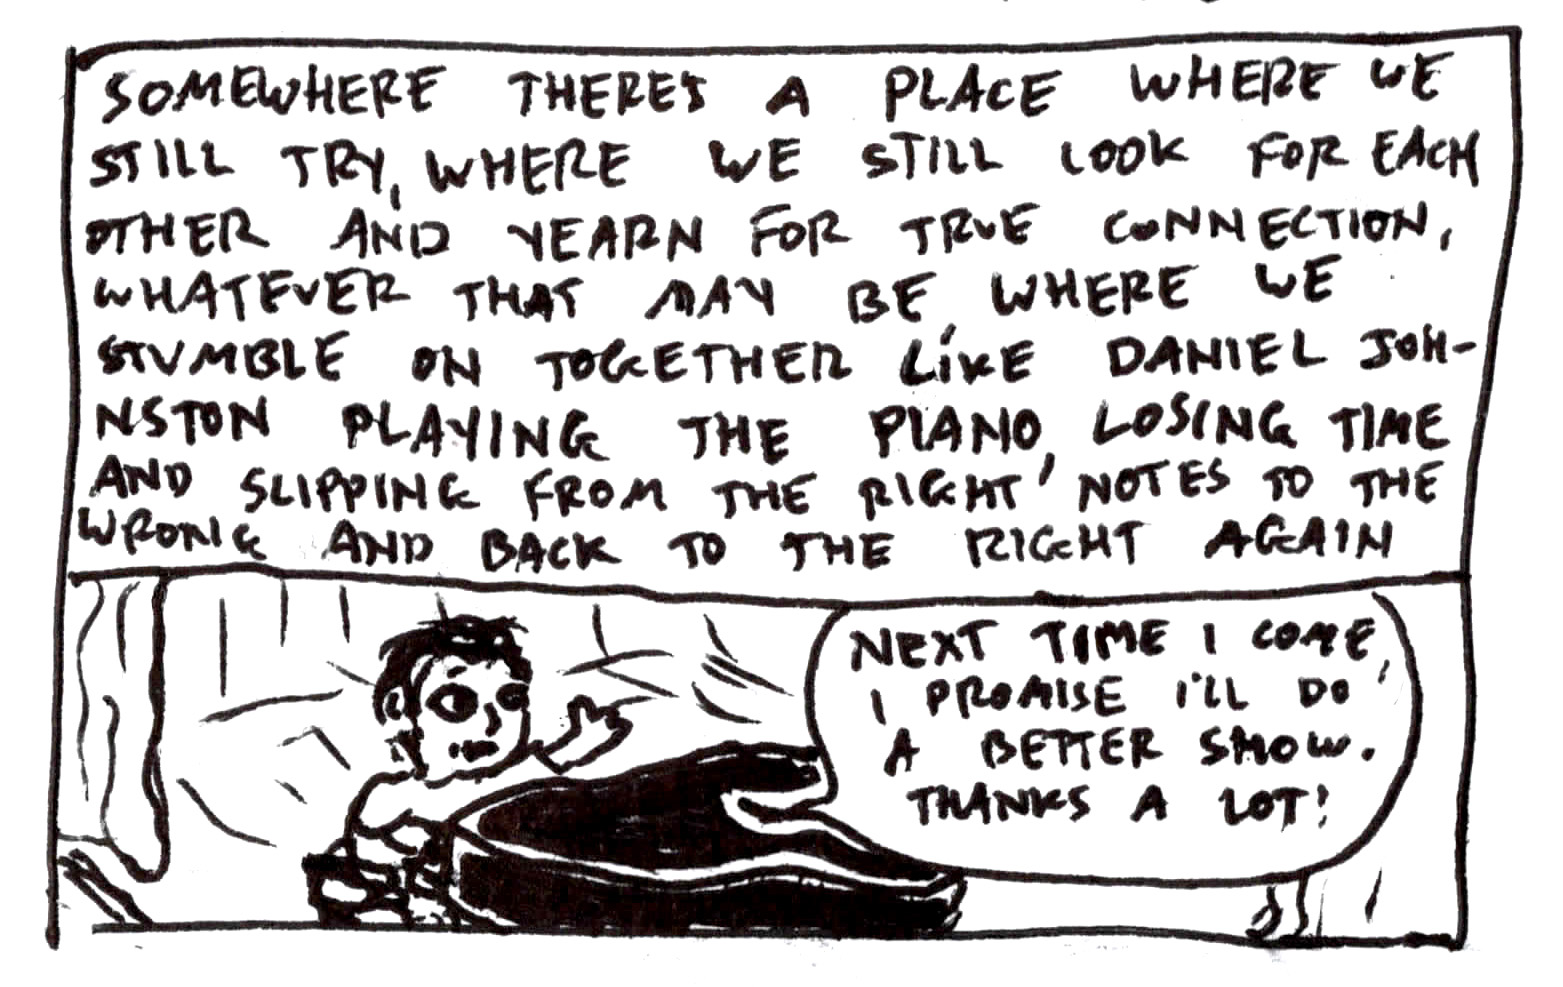 SOMEWHERE THERES A PLACE WHERE WE
STILL TRY, WHERE WE STILL LOOK FOR EACH
OTHER AND YEARN FOR TRUE CONNECTION,
WHATEVER THAT MAY BE, WHERE WE
STUMBLE ON TOGETHER LIKE DANIEL JOH-
NSTON PLAYING THE PIANO, LOSING TIME
AND SLIPPING FROM THE RIGHT NOTES TO THE
WRONG AND BACK TO THE RIGHT AGAIN
NEXT TIME I COME,
I PROMISE I'LL DO
A BETTER SHOW.
THANKS A LOT!